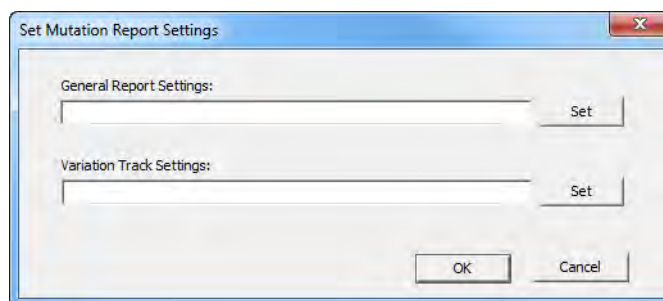 Set Mutation Report Settings
General Report Settings:
Set
Variation Track Settings:
Set
OK Cancel